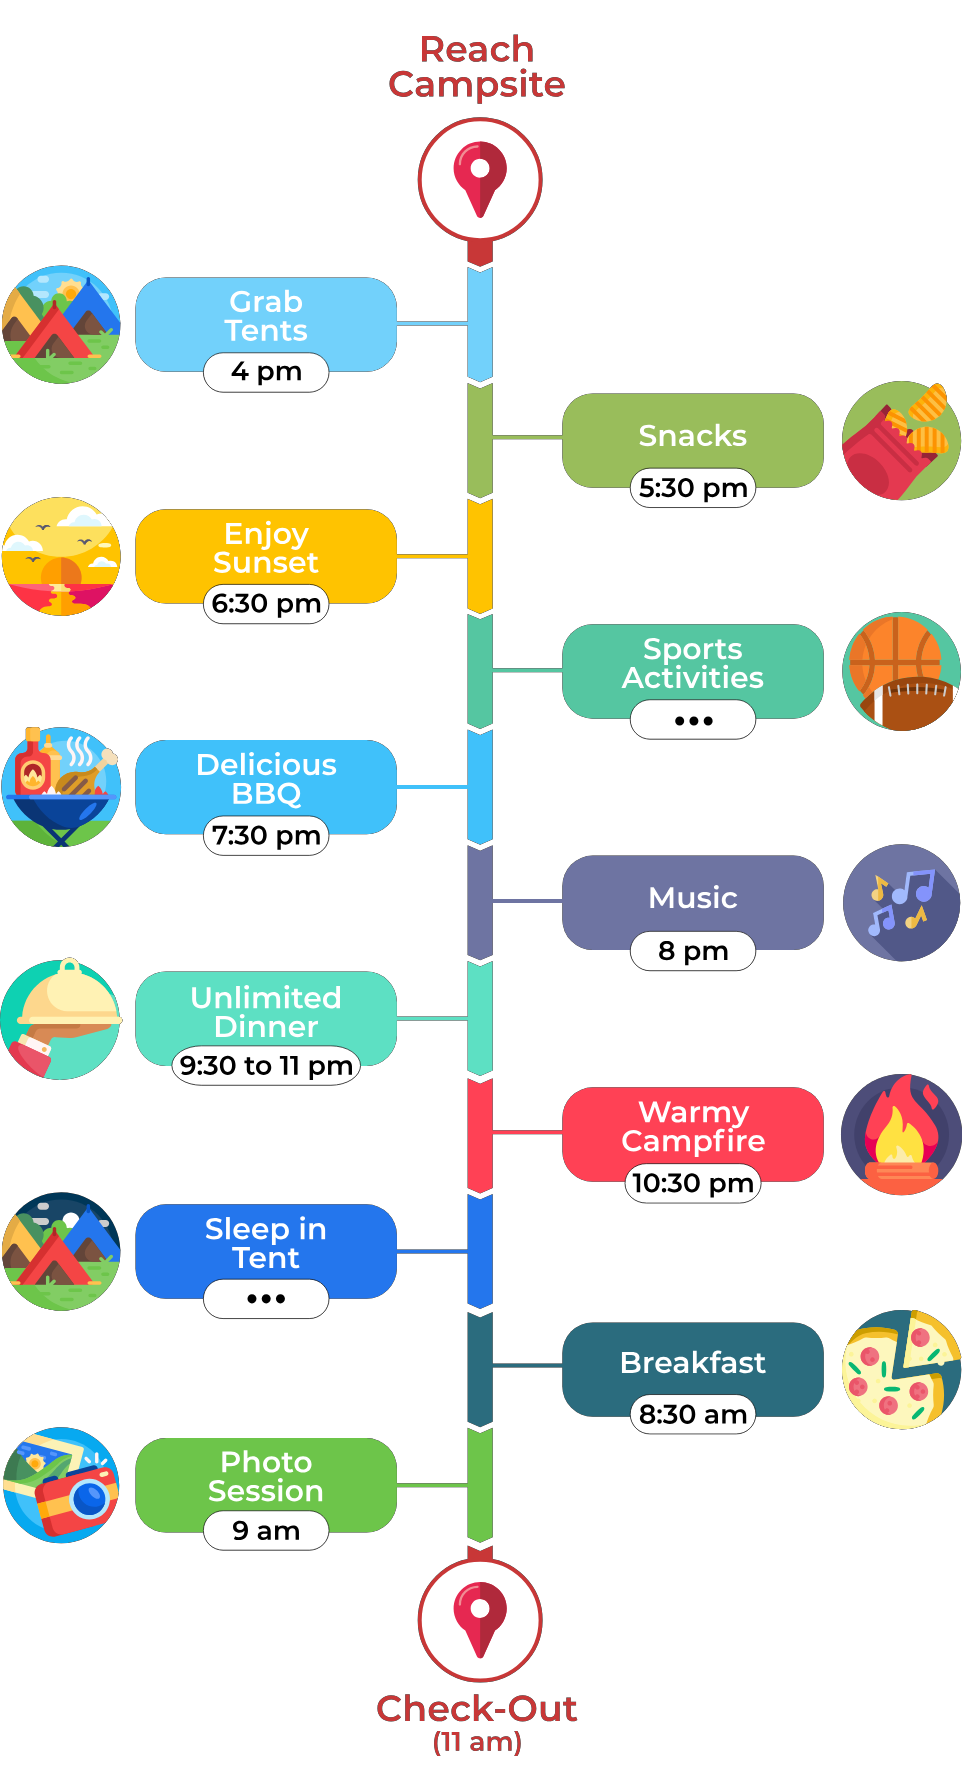 Reach
Campsite
Grab
Tents
4 pm
Snacks
5:30 pm
Enjoy
Sunset
6:30 pm
Sports
Activities
•••
Delicious
BBQ
7:30 pm
Music
8 pm
Unlimited
Dinner
9:30 to 11 pm
Warmy
Campfire
10:30 pm
Sleep in
Tent
•••
Breakfast
8:30 am
Photo
Session
9 am
Check-Out
(11 am)